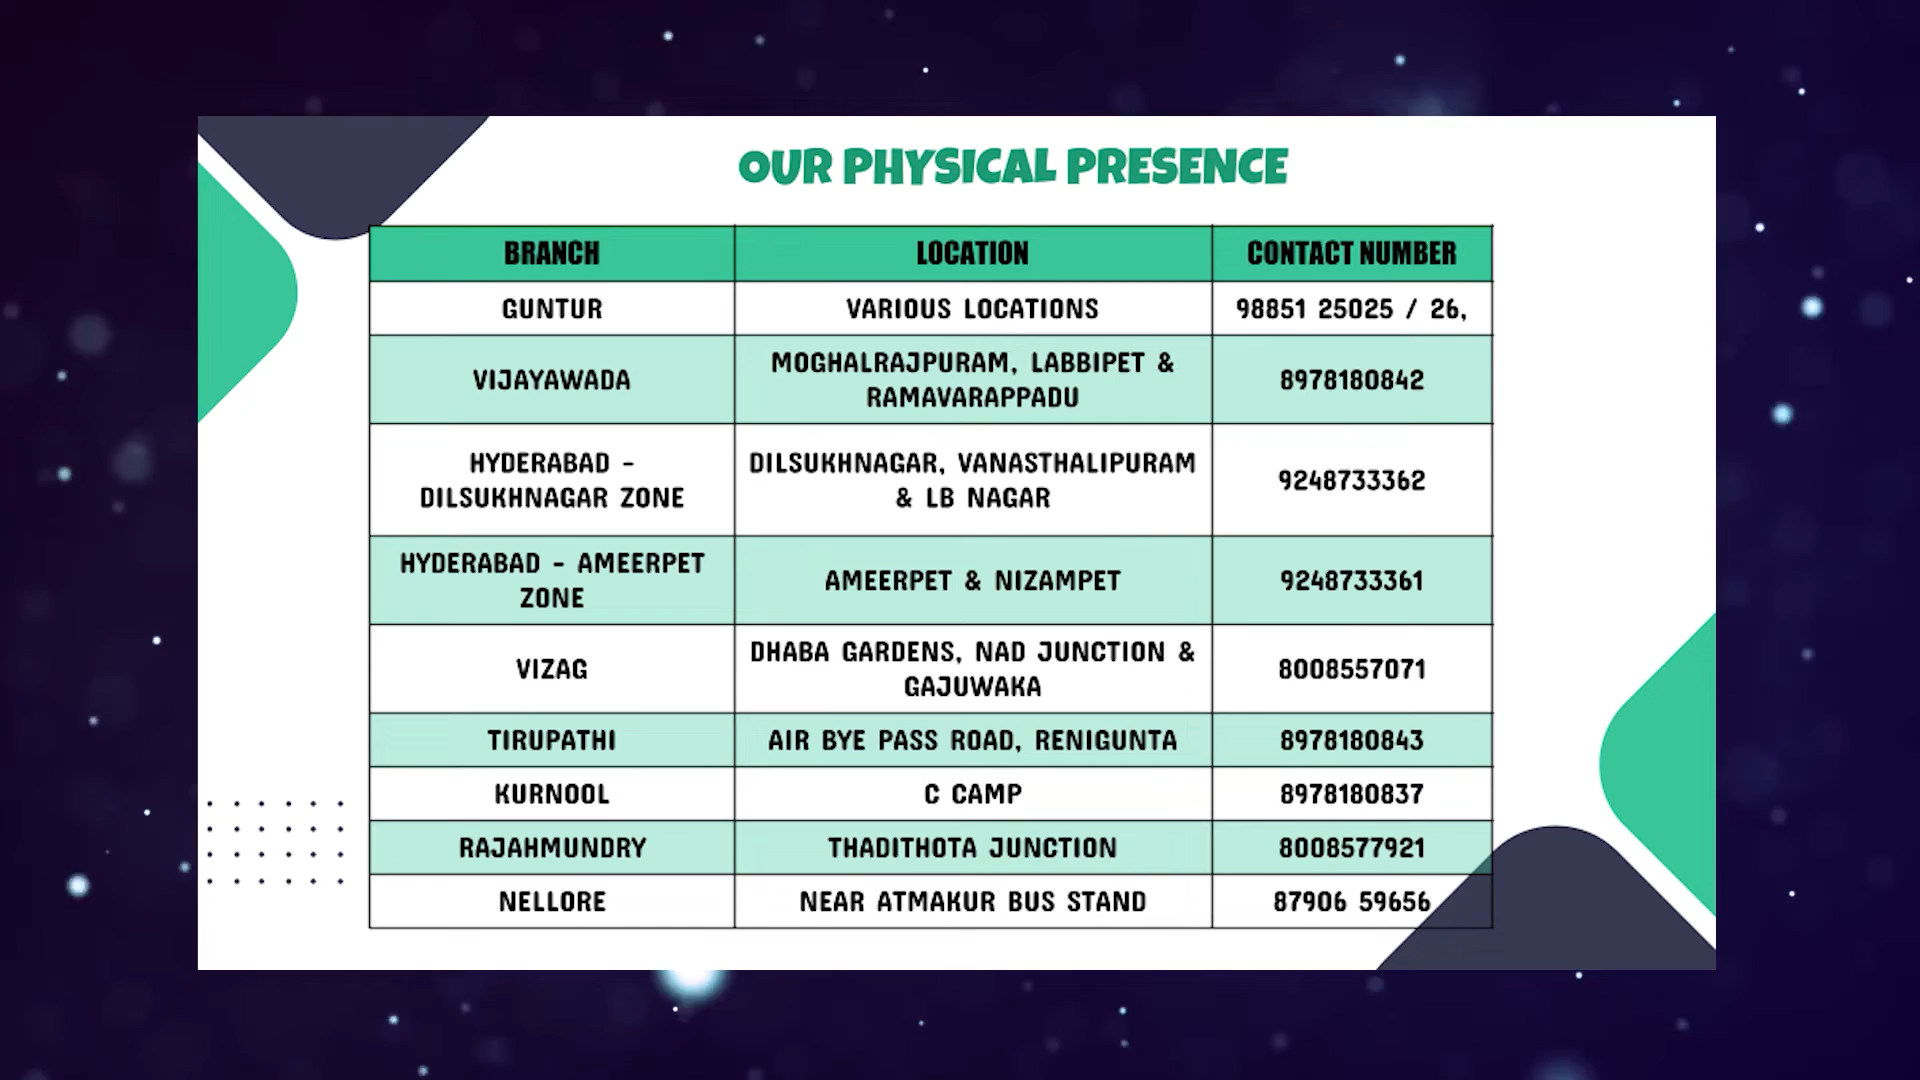 OUR PHYSICAL PRESENCE
BRANCH LOCATION CONTACT NUMBER
GUNTUR VARIOUS LOCATIONS 98851 25025 / 26,
VIJAYAWADA MOGHALRAJPURAM, LABBIPET &
RAMAVARAPPADU 8978180842
HYDERABAD -
DILSUKHNAGAR ZONE DILSUKHNAGAR, VANASTHALIPURAM
& LB NAGAR 9248733362
HYDERABAD - AMEERPET
ZONE AMEERPET & NIZAMPET 9248733361
VIZAG DHABA GARDENS, NAD JUNCTION &
GAJUWAKA 8008557071
TIRUPATHI AIR BYE PASS ROAD, RENIGUNTA 8978180843
KURNOOL C CAMP 8978180837
RAJAHMUNDRY THADITHOTA JUNCTION 8008577921
NELLORE NEAR ATMAKUR BUS STAND 87906 59656